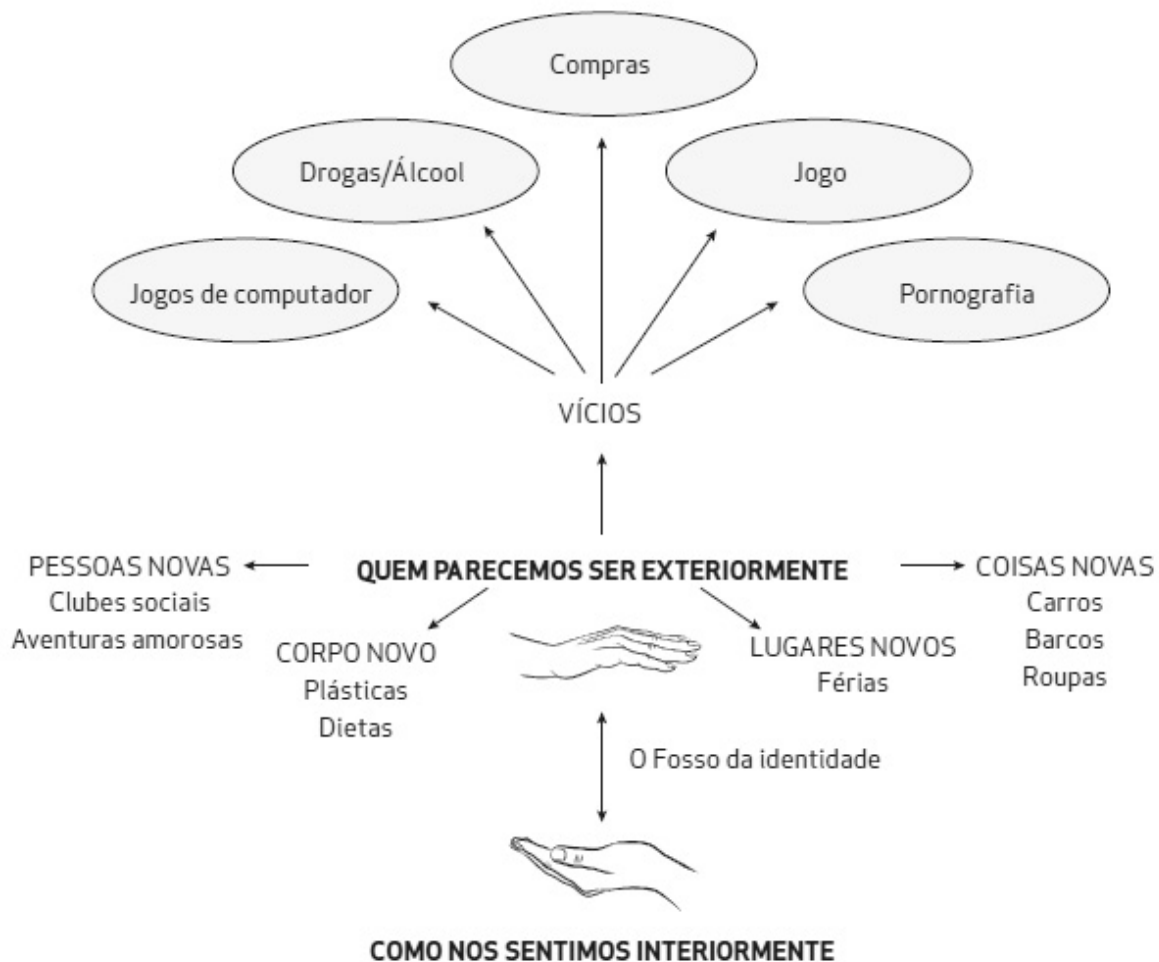 Compras
Drogas/Álcool
Jogo
Jogos de computador
Pornografia
VÍCIOS
PESSOAS NOVAS
Clubes sociais
Aventuras amorosas
QUEM PARECEMOS SER EXTERIORMENTE
COISAS NOVAS
Carros
Barcos
Roupas
CORPO NOVO
Plásticas
Dietas
LUGARES NOVOS
Férias
O Fosso da identidade
COMO NOS SENTIMOS INTERIORMENTE